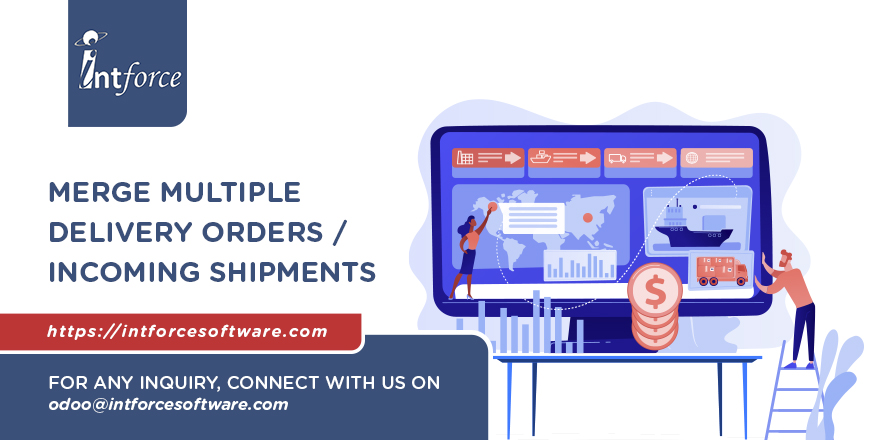 intforce
MERGE MULTIPLE
DELIVERY ORDERS /
INCOMING SHIPMENTS
https://intforcesoftware.com
FOR ANY INQUIRY, CONNECT WITH US ON
odoo@intforcesoftware.com
$